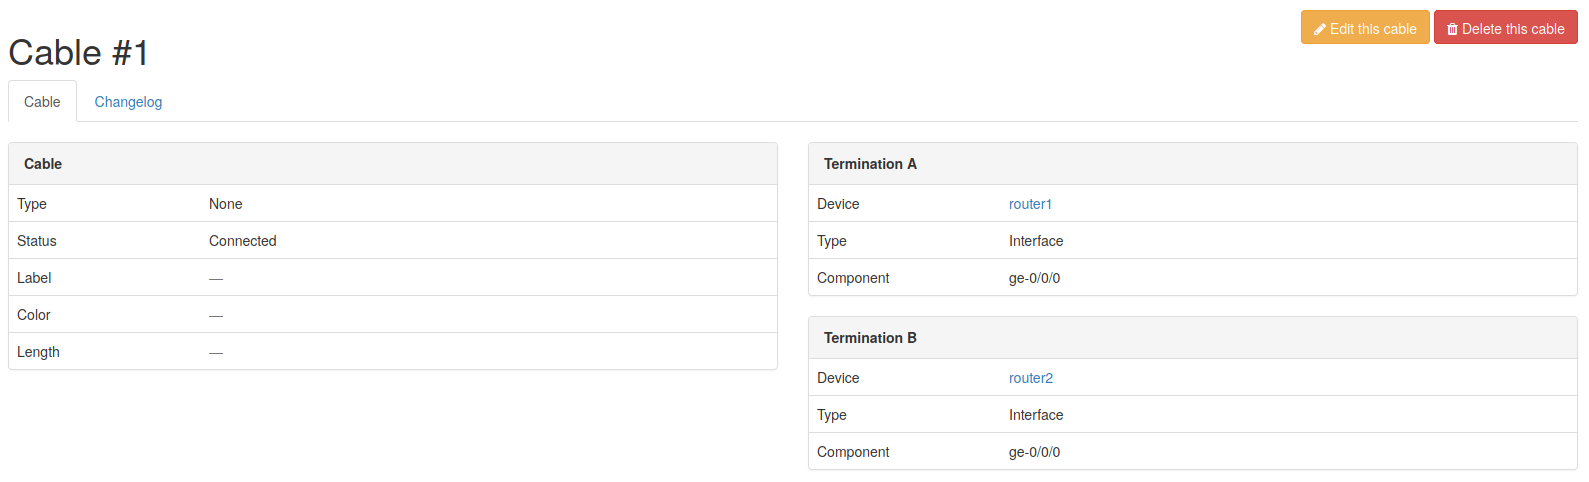 Edit this cable
Delete this cable
Cable #1
Cable
Changelog
Cable
Type None
Status Connected
Label —
Color —
Length —
Termination A
Device router1
Type Interface
Component ge-0/0/0
Termination B
Device router2
Type Interface
Component ge-0/0/0